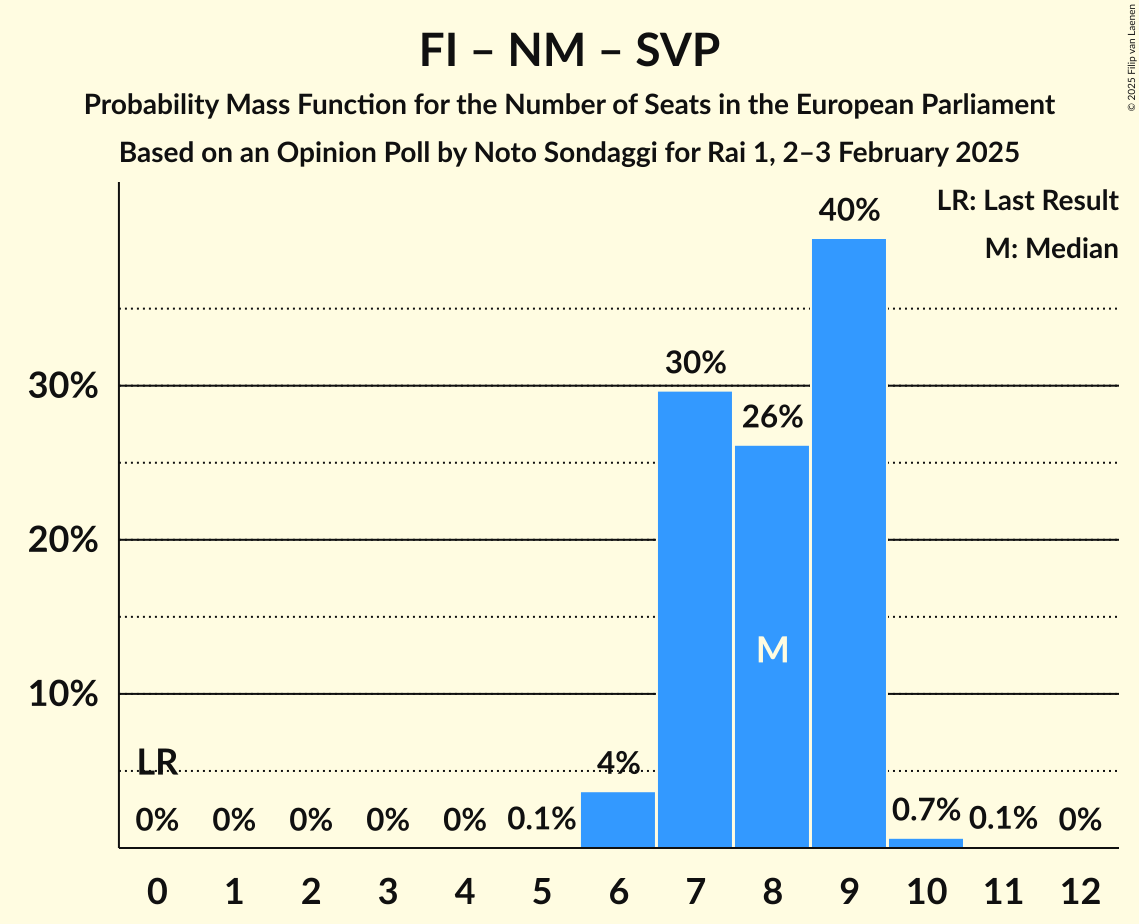 FI – NM – SVP
Probability Mass Function for the Number of Seats in the European Parliament
Based on an Opinion Poll by Noto Sondaggi for Rai 1, 2–3 February 2025
© 2025 Filip van Laenen
LR: Last Result
M: Median
40%
30%
30%
26%
20%
M
10%
LR
4%
0% 0% 0% 0% 0% 0.1% 0.7% 0.1% 0%
0 1 2 3 4 5 6 7 8 9 10 11 12